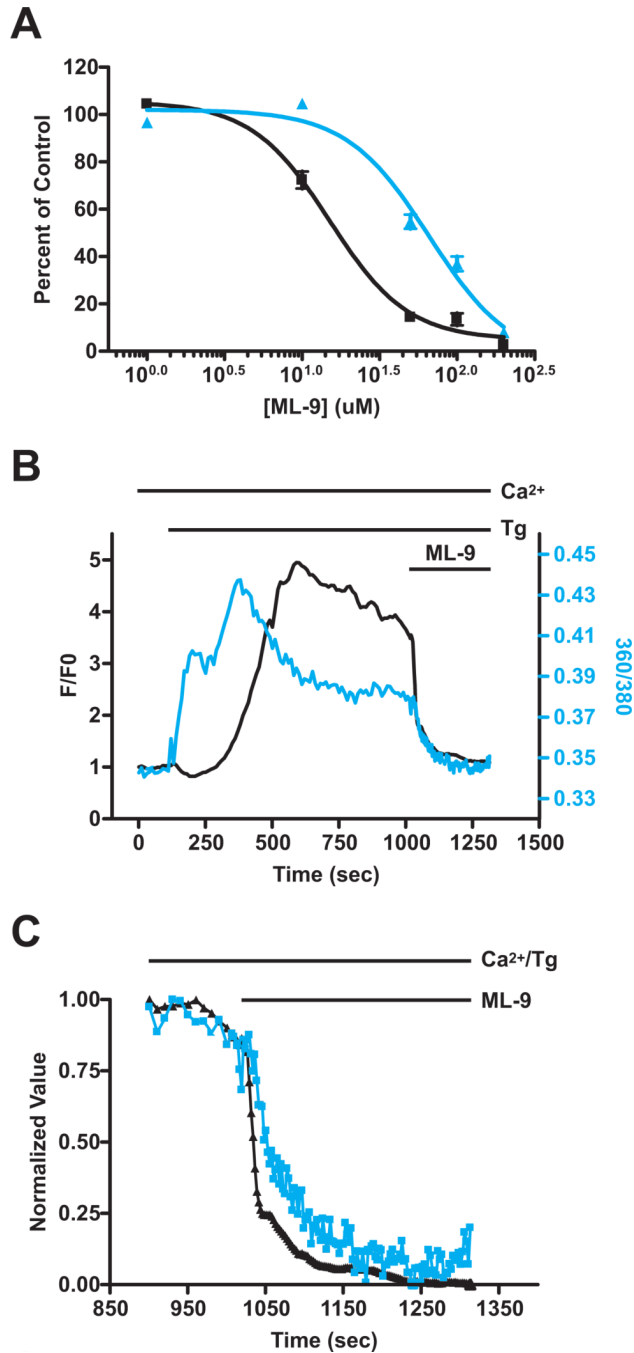 A
120
100
80
60
40
20
0
Percent of Control
10^0.0 10^0.5 10^1.0 10^1.5 10^2.0 10^2.5
[ML-9] (uM)
B
Ca²⁺
Tg
ML-9
5
4
3
2
1
0
F/F0
0.45
0.43
0.41
0.39
0.37
0.35
0.33
360/380
0 250 500 750 1000 1250 1500
Time (sec)
C
Ca²⁺/Tg
ML-9
1.00
0.75
0.50
0.25
0.00
Normalized Value
850 950 1050 1150 1250 1350
Time (sec)